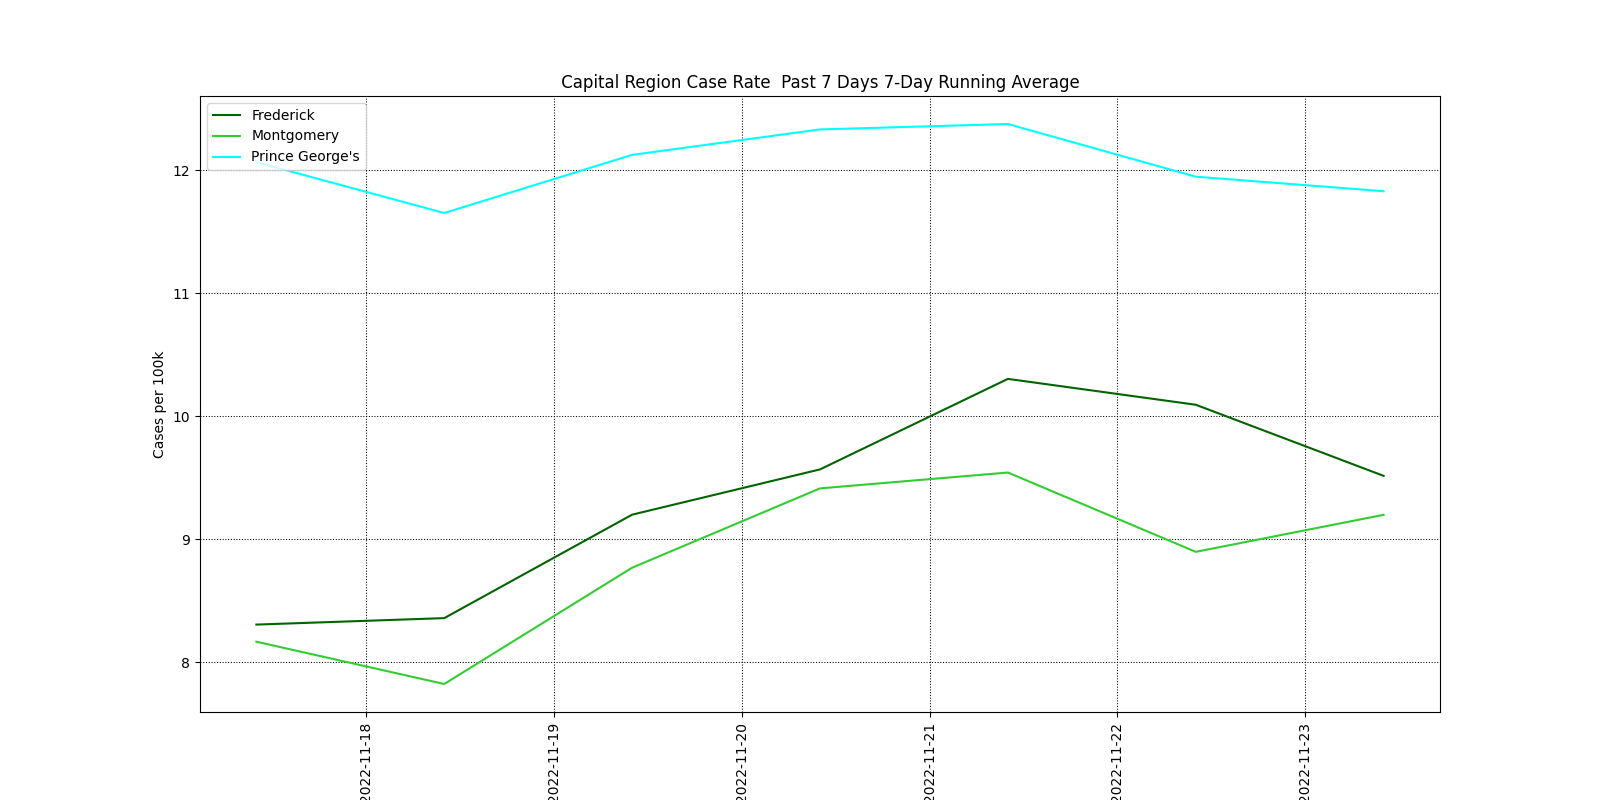 Capital Region Case Rate  Past 7 Days 7-Day Running Average
Frederick
Montgomery
Prince George's
Cases per 100k
12
11
10
9
8
2022-11-18
2022-11-19
2022-11-20
2022-11-21
2022-11-22
2022-11-23